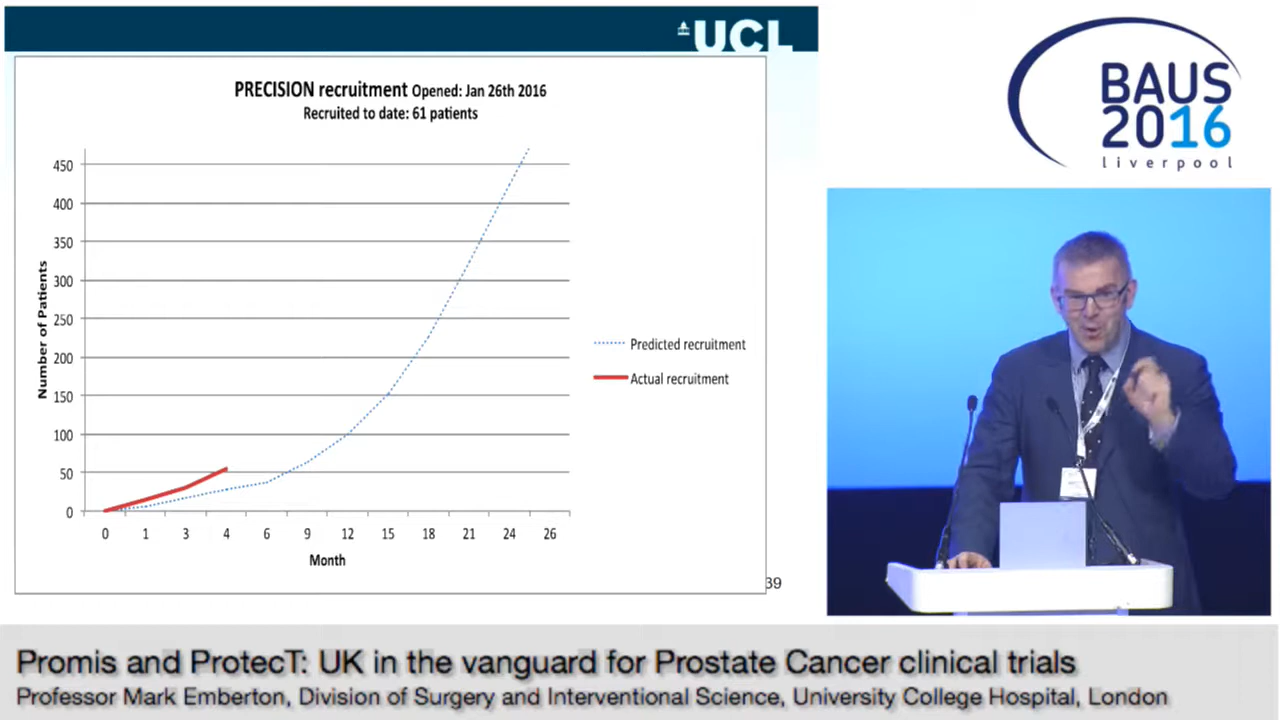 UCL
PRECISION recruitment Opened: Jan 26th 2016
Recruited to date: 61 patients
450
400
350
300
250
200
150
100
50
0
Number of Patients
0 1 3 4 6 9 12 15 18 21 24 26
Month
Predicted recruitment
Actual recruitment
39
BAUS
2016
liverpool
Promis and ProtecT: UK in the vanguard for Prostate Cancer clinical trials
Professor Mark Emberton, Division of Surgery and Interventional Science, University College Hospital, London